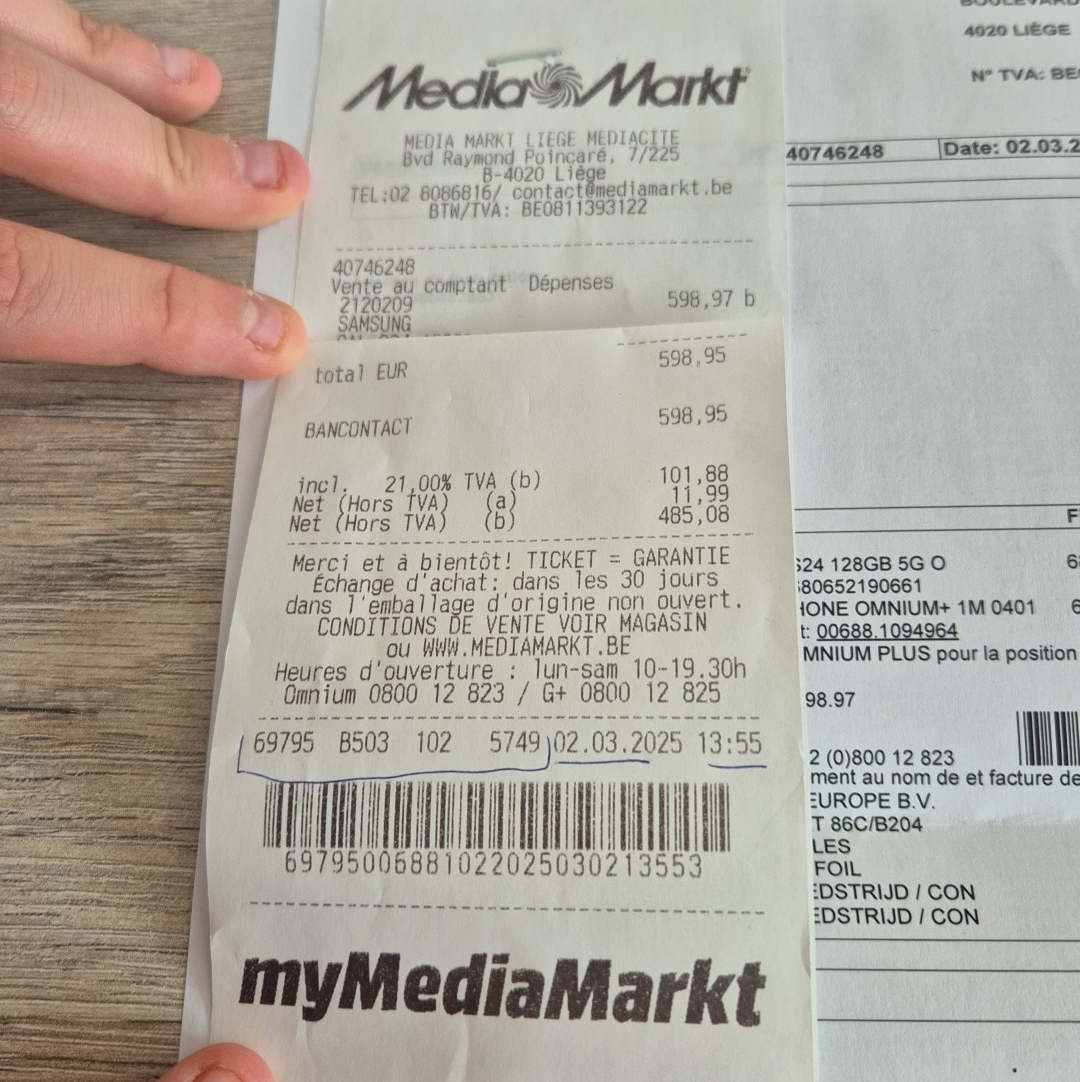 Media Markt
MEDIA MARKT LIEGE MEDIACITE
Bvd Raymond Poincaré, 7/225
B-4020 Liège
TEL:02 8086816/ contact@mediamarkt.be
BTW/TVA: BE0811393122
40746248
Vente au comptant Dépenses
2120209 598,97 b
SAMSUNG
total EUR 598,95
BANCONTACT 598,95
incl. 21,00% TVA (b) 101,88
Net (Hors TVA) (a) 11,99
Net (Hors TVA) (b) 485,08
Merci et à bientôt! TICKET = GARANTIE
Échange d'achat: dans les 30 jours
dans l'emballage d'origine non ouvert.
CONDITIONS DE VENTE VOIR MAGASIN
ou WWW.MEDIAMARKT.BE
Heures d'ouverture : lun-sam 10-19.30h
Omnium 0800 12 823 / G+ 0800 12 825
69795 B503 102 5749 02.03.2025 13:55
69795006881022025030213553
myMediaMarkt
4020 LIÈGE
N° TVA: BE
40746248 Date: 02.03.2
S24 128GB 5G O
80652190661
HONE OMNIUM+ 1M 0401
t: 00688.1094964
MNIUM PLUS pour la position
98.97
2 (0)800 12 823
ment au nom de et facture de
EUROPE B.V.
T 86C/B204
LES
FOIL
EDSTRIJD / CON
EDSTRIJD / CON